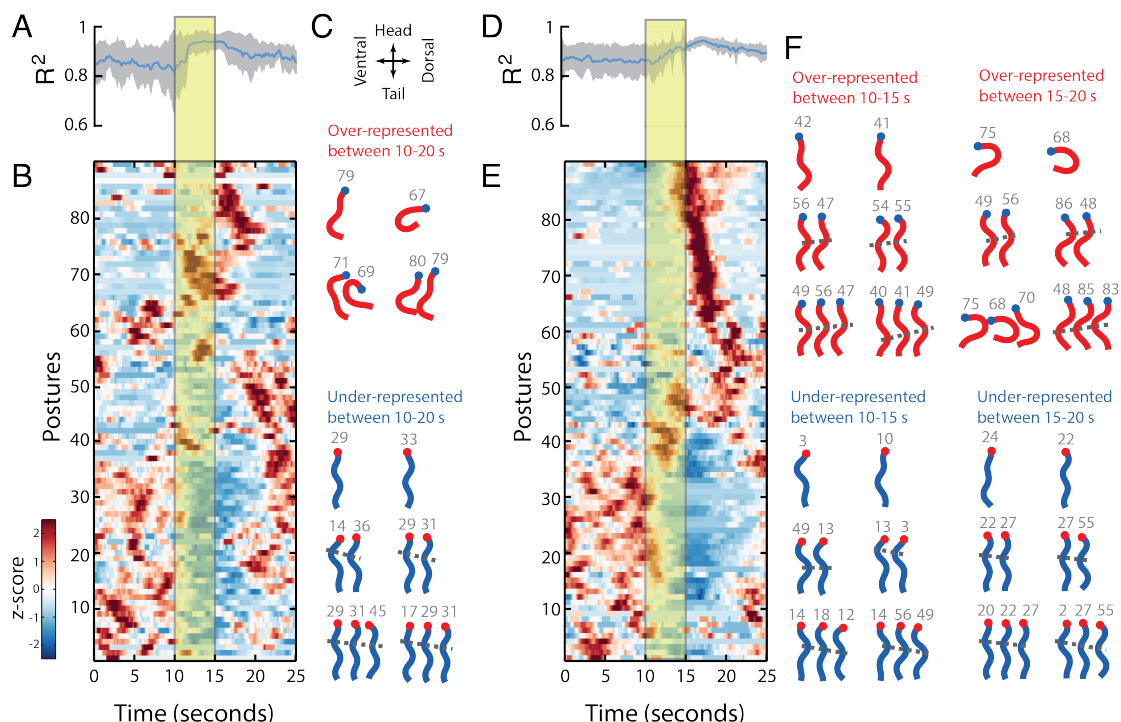 A
R²
1
0.8
0.6
B
Postures
80
70
60
50
40
30
20
10
z-score
2
1
0
-1
-2
0 5 10 15 20 25
Time (seconds)
C
Head
Ventral
Dorsal
Tail
Over-represented
between 10-20 s
79 67
71 69 80 79
Under-represented
between 10-20 s
29 33
14 36 29 31
29 31 45 17 29 31
D
R²
1
0.8
0.6
E
Postures
80
70
60
50
40
30
20
10
0 5 10 15 20 25
Time (seconds)
F
Over-represented
between 10-15 s
42 41
56 47 54 55
49 56 47 40 41 49
Over-represented
between 15-20 s
75 68
49 56 86 48
75 68 70 48 85 83
Under-represented
between 10-15 s
3 10
49 13 13 3
14 18 12 14 56 49
Under-represented
between 15-20 s
24 22
22 27 27 55
20 22 27 2 27 55